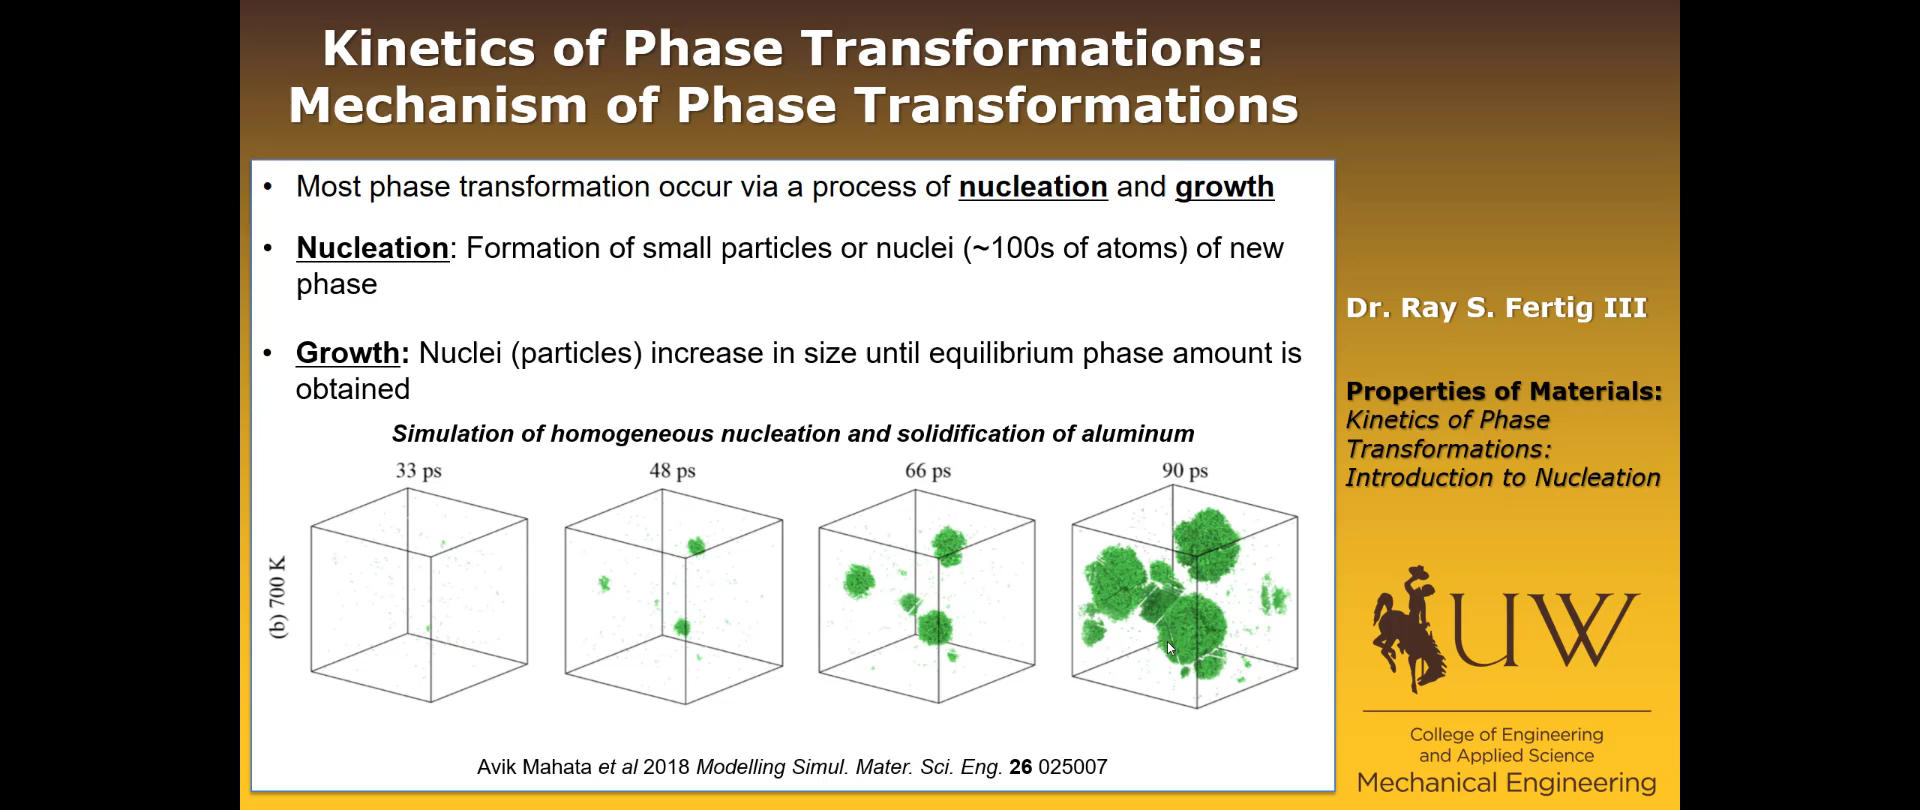 Kinetics of Phase Transformations:
Mechanism of Phase Transformations
• Most phase transformation occur via a process of nucleation and growth
• Nucleation: Formation of small particles or nuclei (~100s of atoms) of new
phase
• Growth: Nuclei (particles) increase in size until equilibrium phase amount is
obtained
Simulation of homogeneous nucleation and solidification of aluminum
33 ps 48 ps 66 ps 90 ps
(b) 700 K
Avik Mahata et al 2018 Modelling Simul. Mater. Sci. Eng. 26 025007
Dr. Ray S. Fertig III
Properties of Materials:
Kinetics of Phase
Transformations:
Introduction to Nucleation
UW
College of Engineering
and Applied Science
Mechanical Engineering